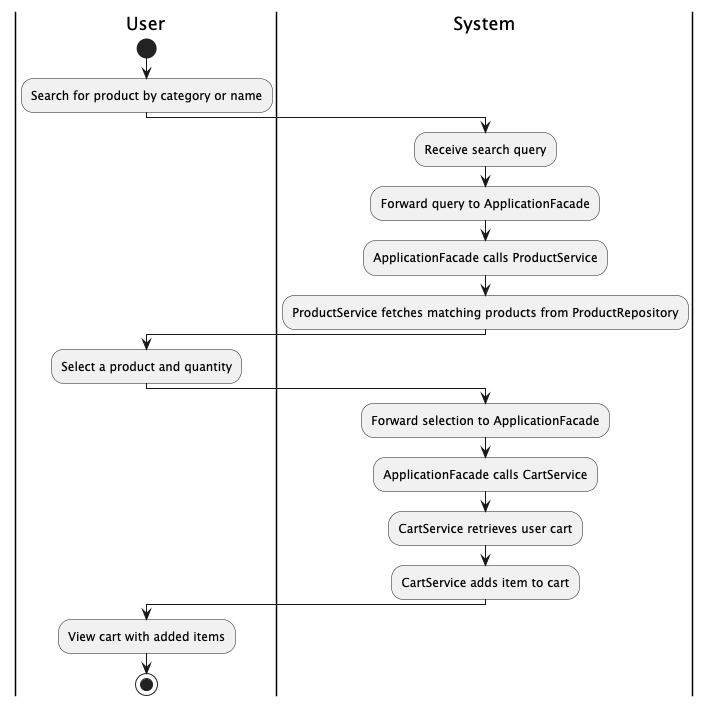 User
System
Search for product by category or name
Receive search query
Forward query to ApplicationFacade
ApplicationFacade calls ProductService
ProductService fetches matching products from ProductRepository
Select a product and quantity
Forward selection to ApplicationFacade
ApplicationFacade calls CartService
CartService retrieves user cart
CartService adds item to cart
View cart with added items